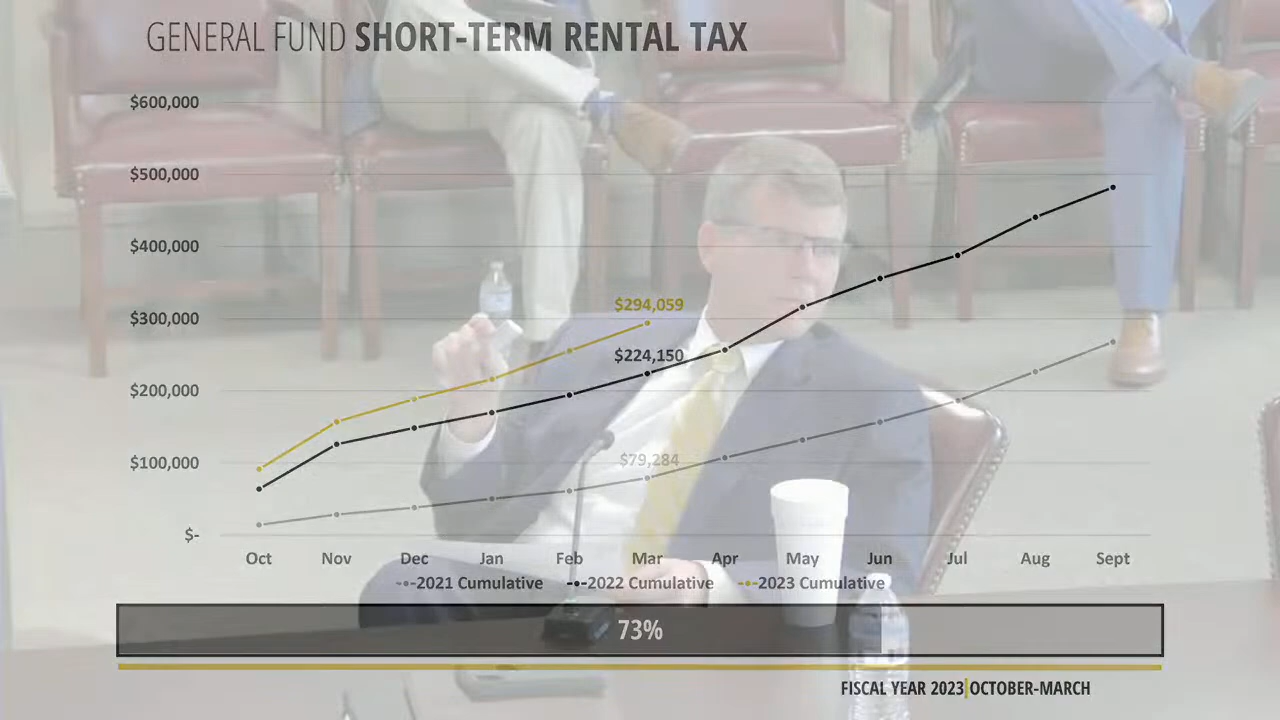 GENERAL FUND SHORT-TERM RENTAL TAX
$600,000
$500,000
$400,000
$300,000
$200,000
$100,000
$-
$294,059
$224,150
$79,284
Oct Nov Dec Jan Feb Mar Apr May Jun Jul Aug Sept
2021 Cumulative 2022 Cumulative 2023 Cumulative
73%
FISCAL YEAR 2023|OCTOBER-MARCH